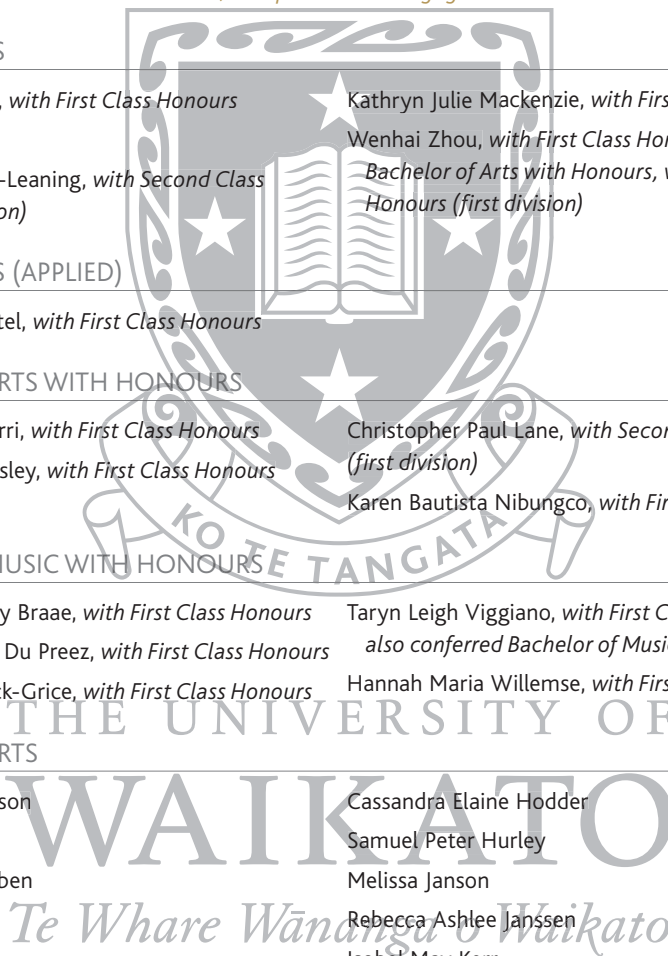 S
, with First Class Honours
-Leaning, with Second Class
on)
Kathryn Julie Mackenzie, with Firs
Wenhai Zhou, with First Class Hon
Bachelor of Arts with Honours,
Honours (first division)
S (APPLIED)
tel, with First Class Honours
RTS WITH HONOURS
rri, with First Class Honours
sley, with First Class Honours
Christopher Paul Lane, with Secon
(first division)
Karen Bautista Nibungco, with Fir
KO TE TANGATA
MUSIC WITH HONOURS
y Braae, with First Class Honours
Du Preez, with First Class Honours
ck-Grice, with First Class Honours
Taryn Leigh Viggiano, with First C
also conferred Bachelor of Music
Hannah Maria Willemse, with Firs
THE UNIVERSITY OF
RTS
WAIKATO
son
ben
Cassandra Elaine Hodder
Samuel Peter Hurley
Melissa Janson
Rebecca Ashlee Janssen
Te Whare Wānanga o Waikato